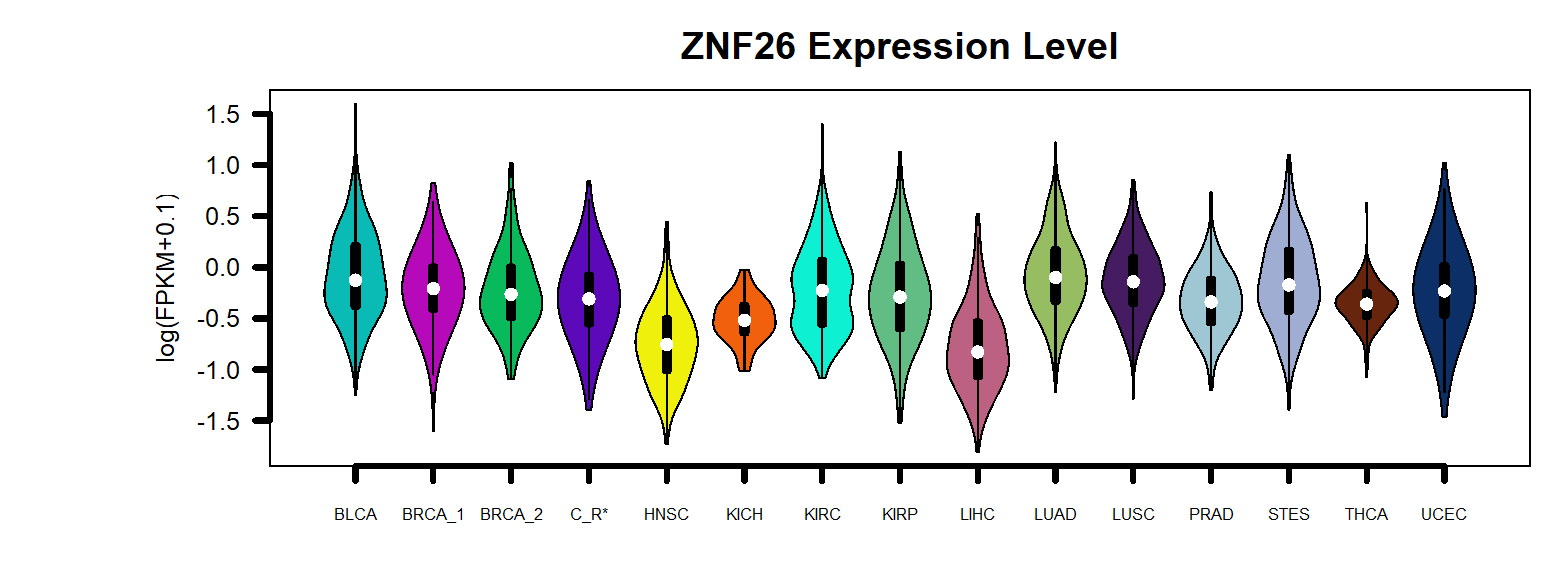 ZNF26 Expression Level
log(FPKM+0.1)
1.5
1.0
0.5
0.0
-0.5
-1.0
-1.5
BLCA BRCA_1 BRCA_2 C_R* HNSC KICH KIRC KIRP LIHC LUAD LUSC PRAD STES THCA UCEC